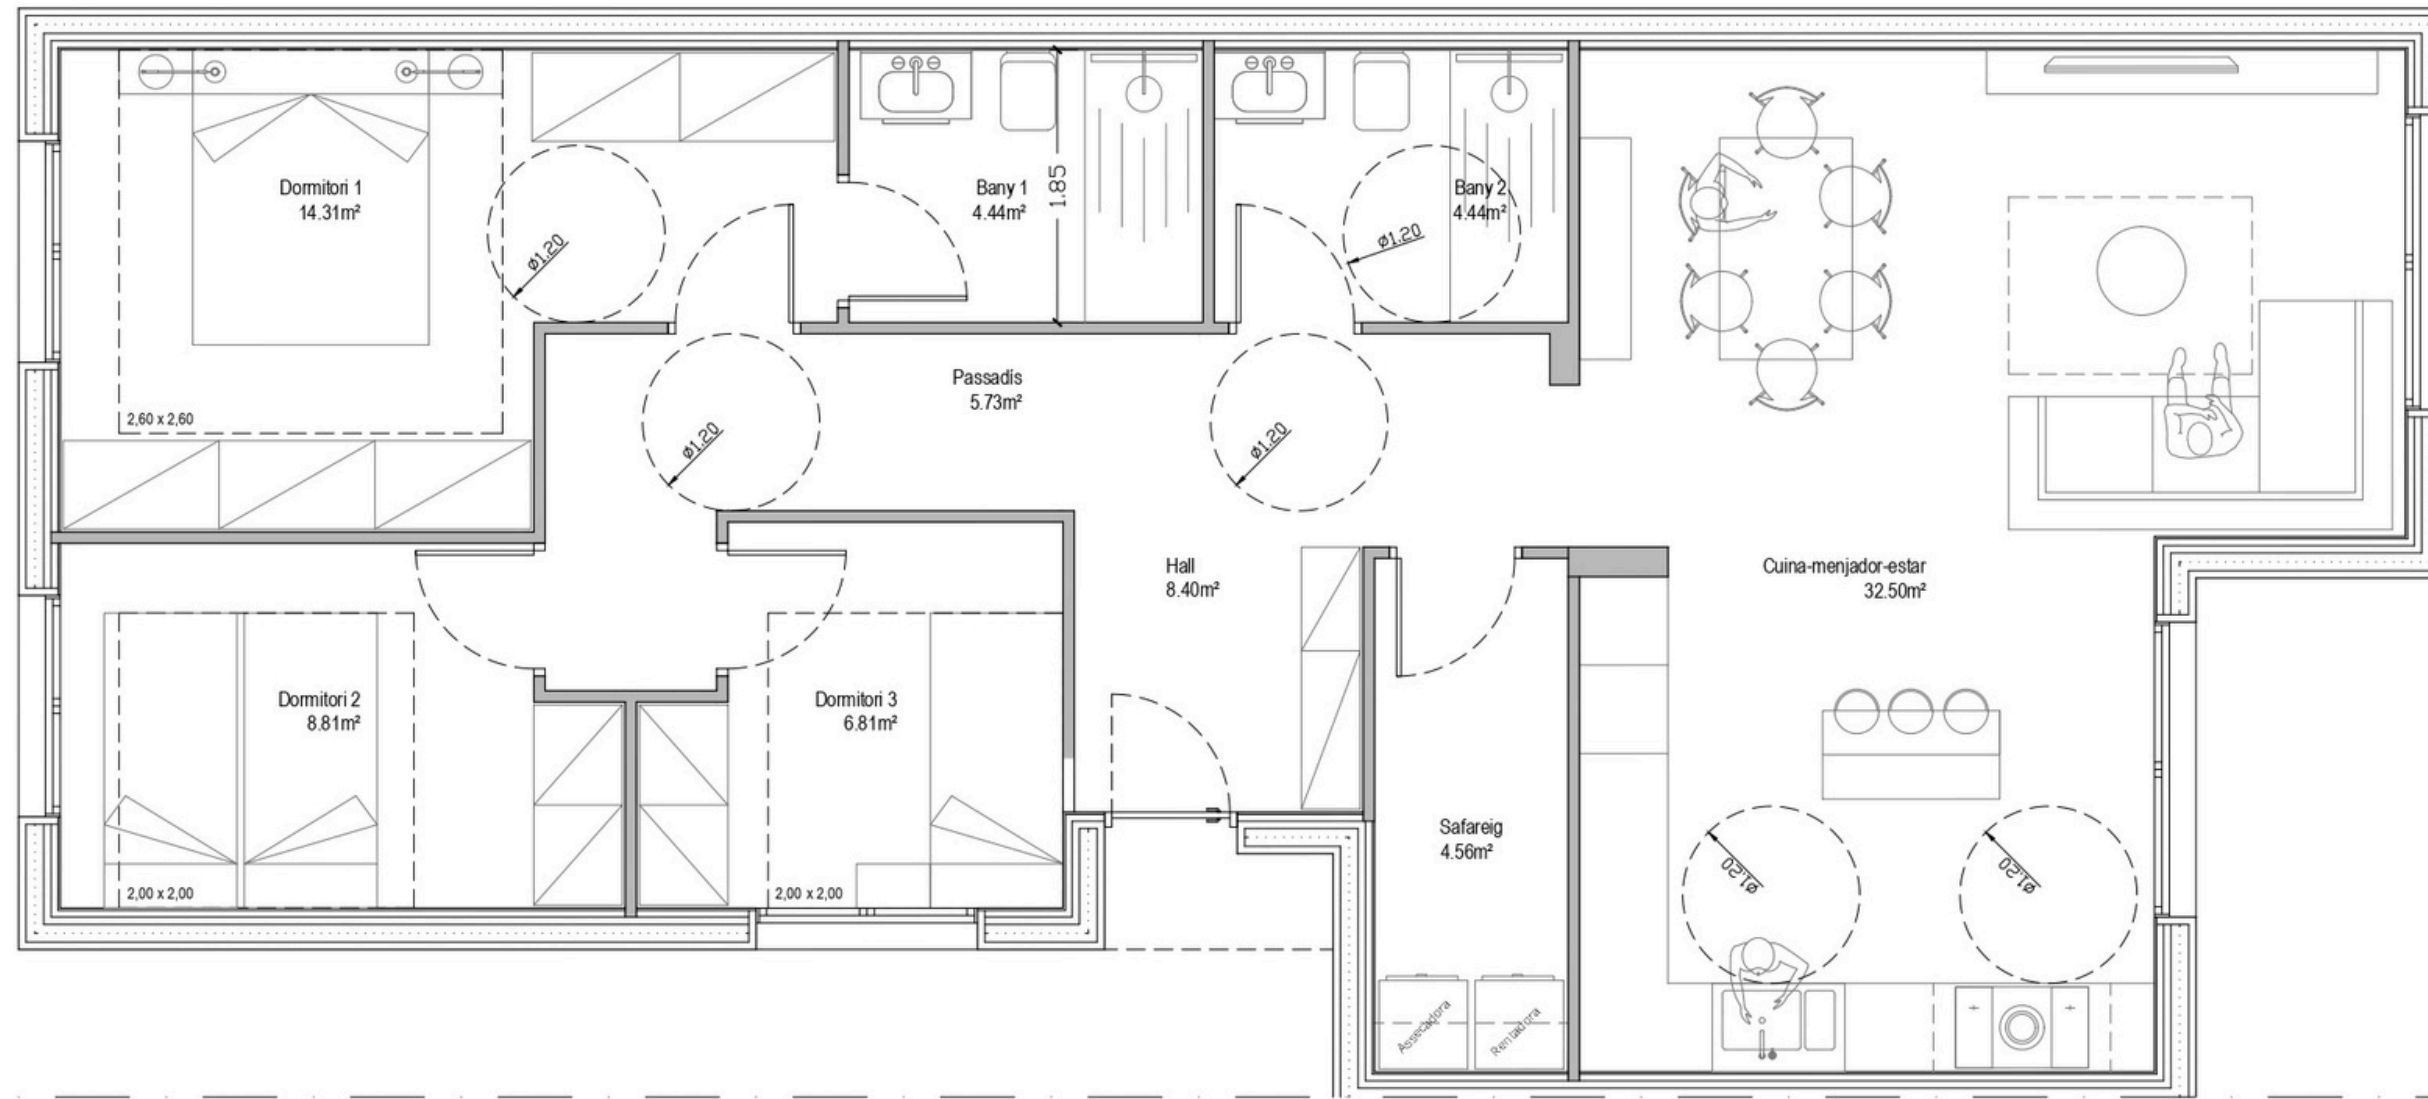 Dormitori 1
14.31m²
ø1.20
2,60 x 2,60
Bany 1
4.44m²
1.85
Bany 2
4.44m²
ø1.20
Passadís
5.73m²
ø1.20
ø1.20
Hall
8.40m²
Cuina-menjador-estar
32.50m²
Dormitori 2
8.81m²
2,00 x 2,00
Dormitori 3
6.81m²
2,00 x 2,00
Safareig
4.56m²
Assecadora
Rentadora
ø1.20
ø1.20